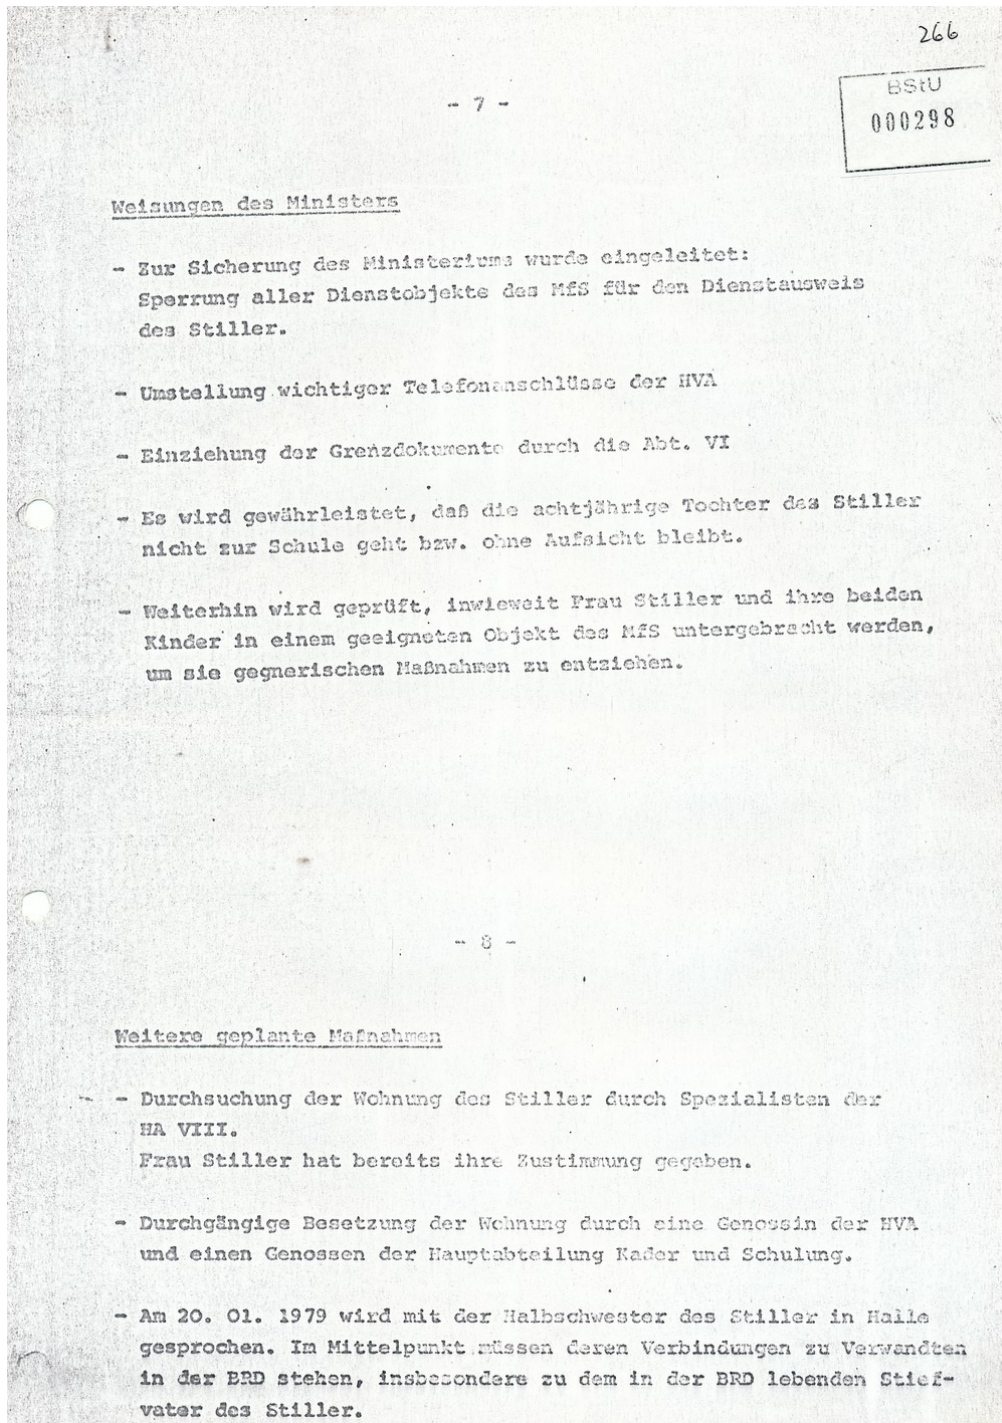 266
BStU
000298
- 7 -
Weisungen des Ministers
- Zur Sicherung des Ministeriums wurde eingeleitet:
Sperrung aller Dienstobjekte des MfS für den Dienstausweis
des Stiller.
- Umstellung wichtiger Telefonanschlüsse der HVA
- Einziehung der Grenzdokumente durch die Abt. VI
- Es wird gewährleistet, daß die achtjährige Tochter des Stiller
nicht zur Schule geht bzw. ohne Aufsicht bleibt.
- Weiterhin wird geprüft, inwieweit Frau Stiller und ihre beiden
Kinder in einem geeigneten Objekt des MfS untergebracht werden,
um sie gegnerischen Maßnahmen zu entziehen.
- 8 -
Weitere geplante Maßnahmen
- Durchsuchung der Wohnung des Stiller durch Spezialisten der
HA VIII.
Frau Stiller hat bereits ihre Zustimmung gegeben.
- Durchgängige Besetzung der Wohnung durch eine Genossin der HVA
und einen Genossen der Hauptabteilung Kader und Schulung.
- Am 20. 01. 1979 wird mit der Halbschwester des Stiller in Halle
gesprochen. Im Mittelpunkt müssen deren Verbindungen zu Verwandten
in der BRD stehen, insbesondere zu dem in der BRD lebenden Stief-
vater des Stiller.